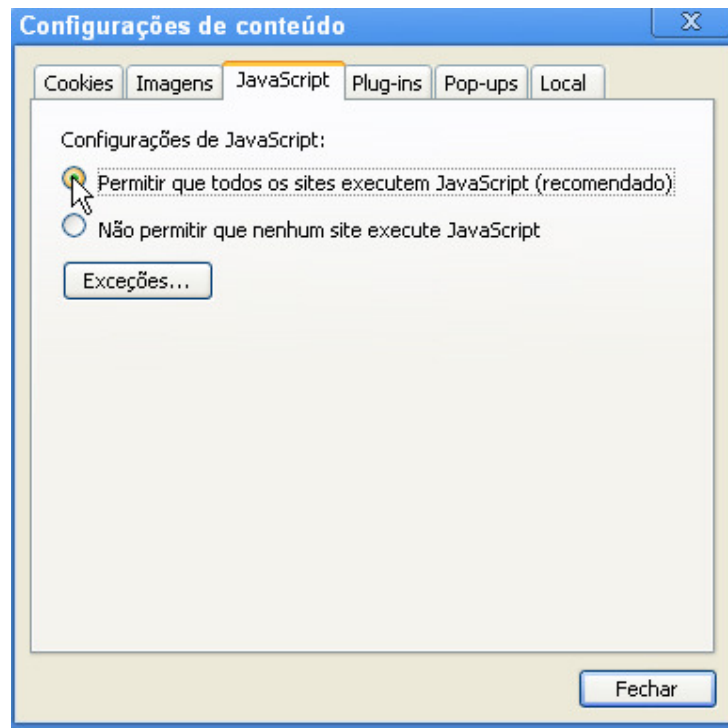 Configurações de conteúdo
X
Cookies Imagens JavaScript Plug-ins Pop-ups Local
Configurações de JavaScript:
Permitir que todos os sites executem JavaScript (recomendado)
Não permitir que nenhum site execute JavaScript
Exceções...
Fechar